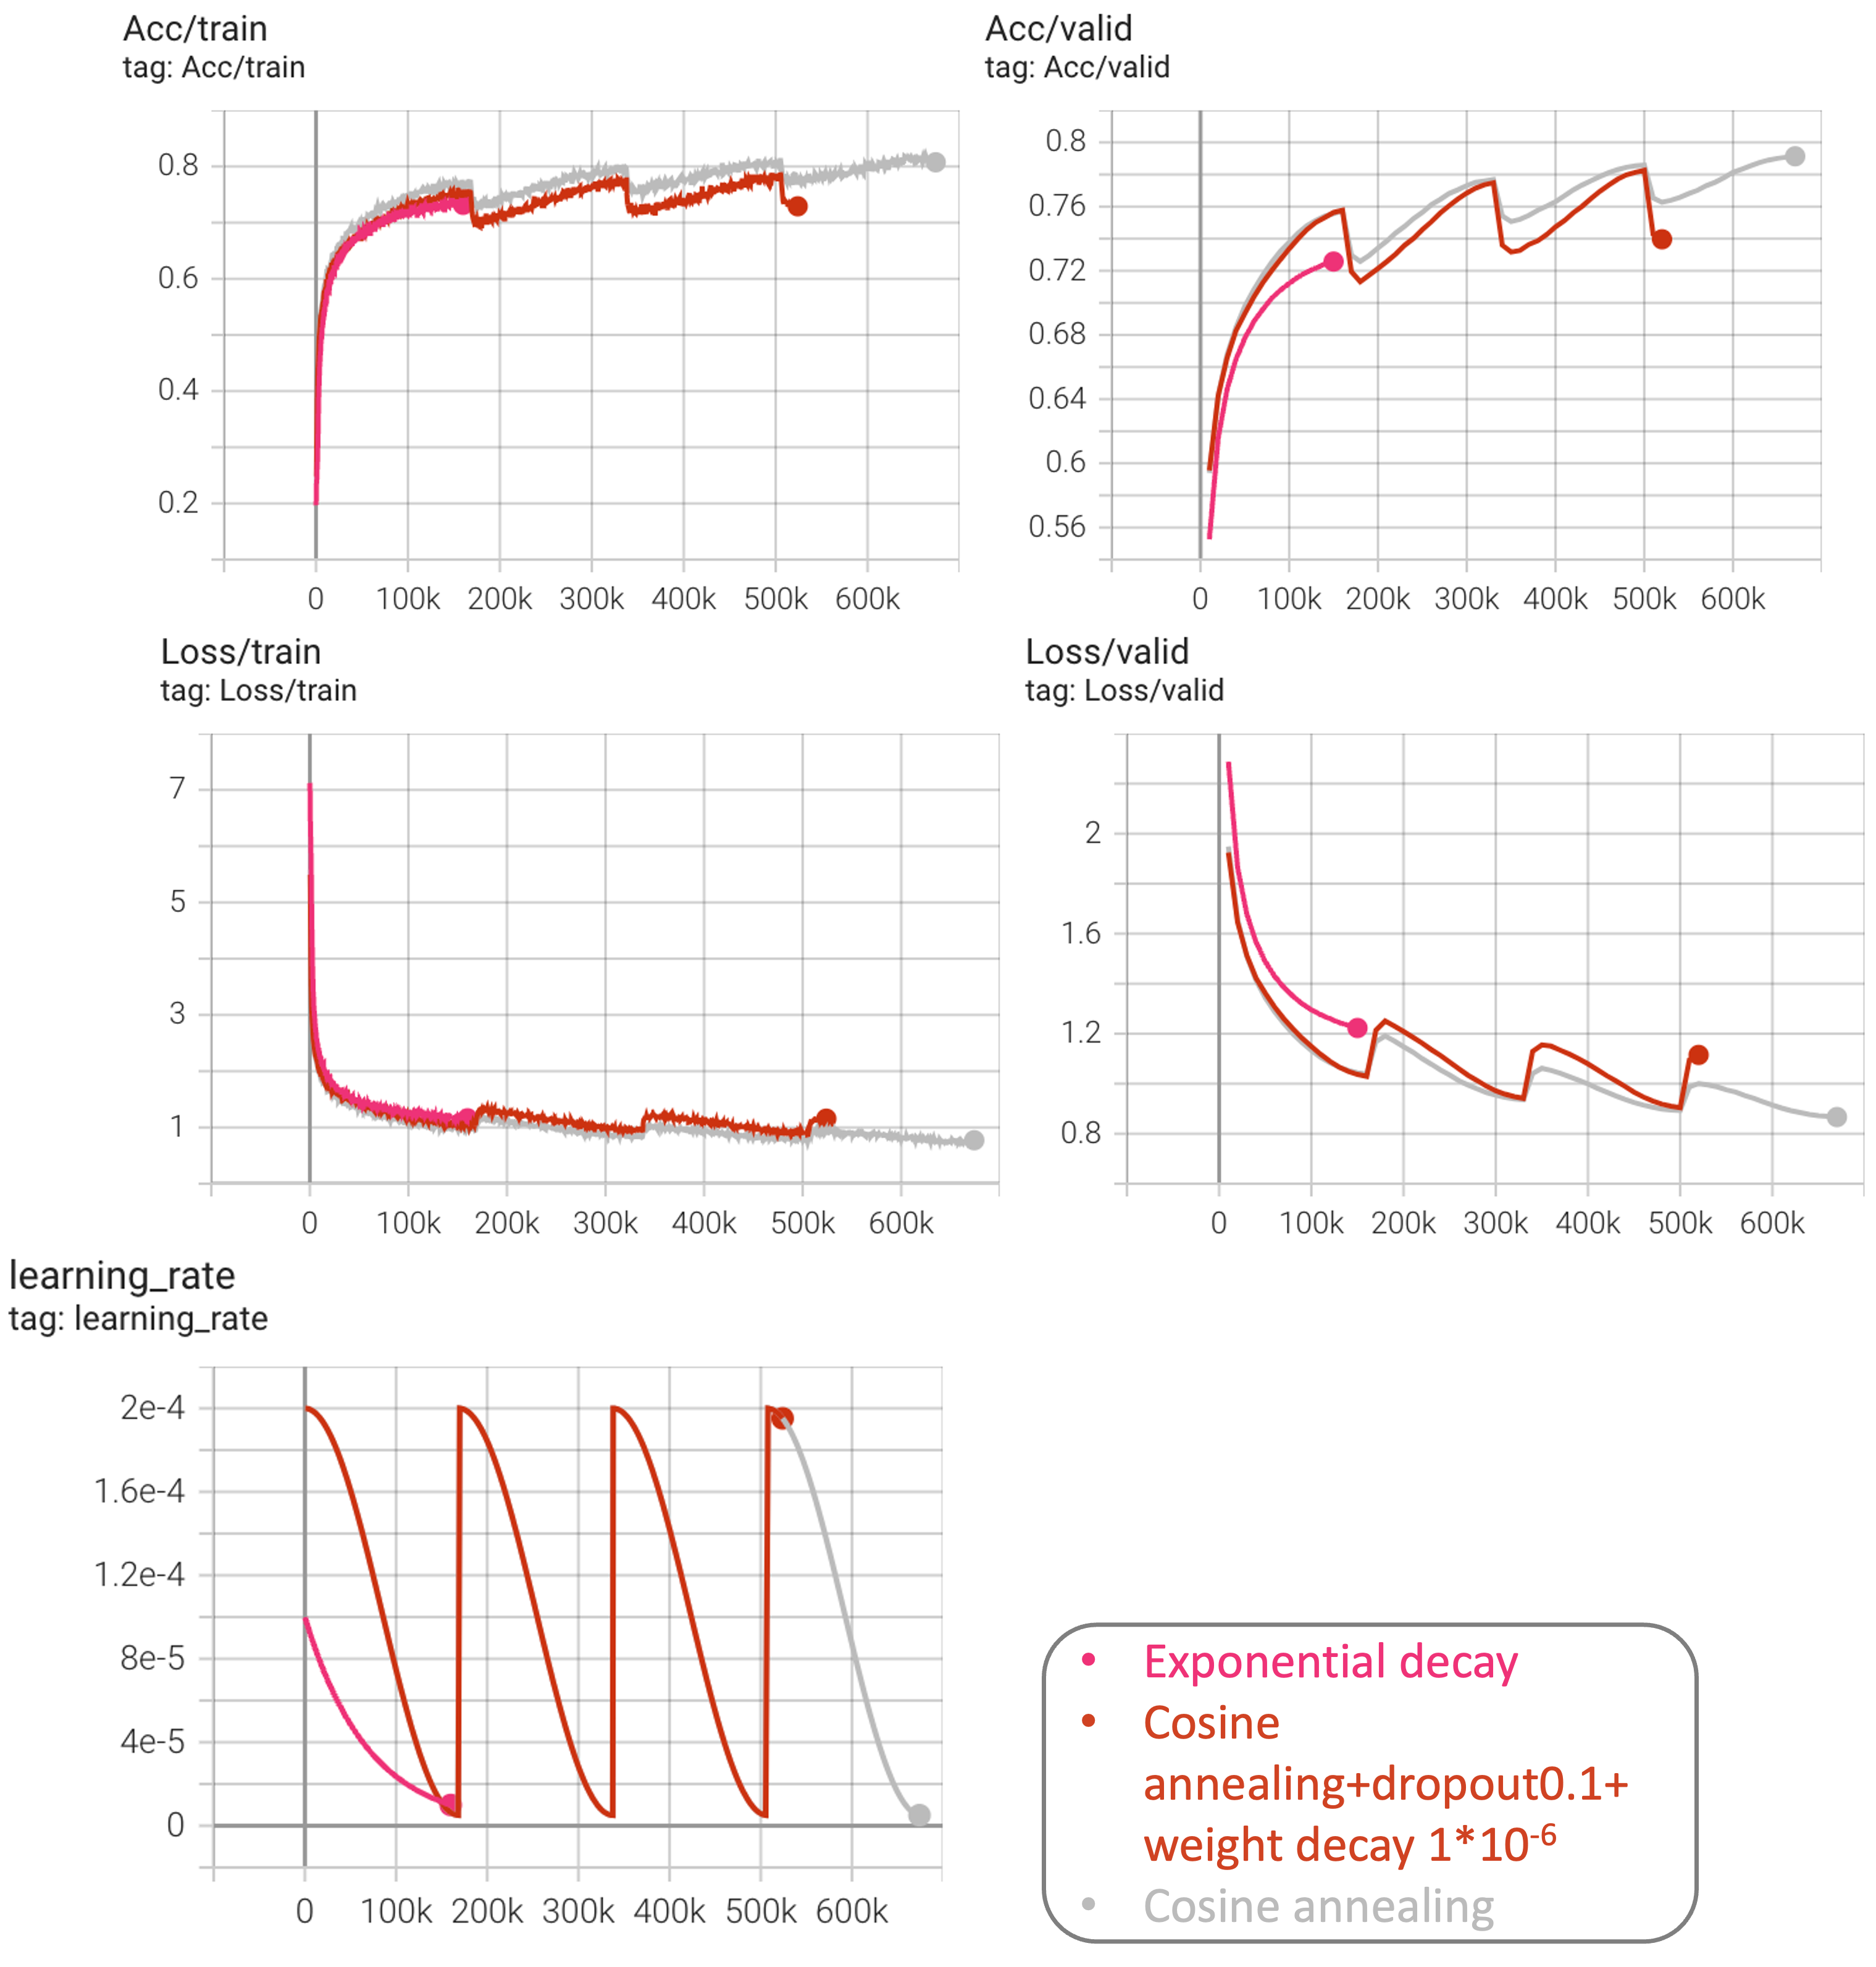 Acc/train
tag: Acc/train
0.8
0.6
0.4
0.2
0 100k 200k 300k 400k 500k 600k
Acc/valid
tag: Acc/valid
0.8
0.76
0.72
0.68
0.64
0.6
0.56
0 100k 200k 300k 400k 500k 600k
Loss/train
tag: Loss/train
7
5
3
1
0 100k 200k 300k 400k 500k 600k
Loss/valid
tag: Loss/valid
2
1.6
1.2
0.8
0 100k 200k 300k 400k 500k 600k
learning_rate
tag: learning_rate
2e-4
1.6e-4
1.2e-4
8e-5
4e-5
0
0 100k 200k 300k 400k 500k 600k
• Exponential decay
• Cosine
annealing+dropout0.1+
weight decay 1*10⁻⁶
• Cosine annealing